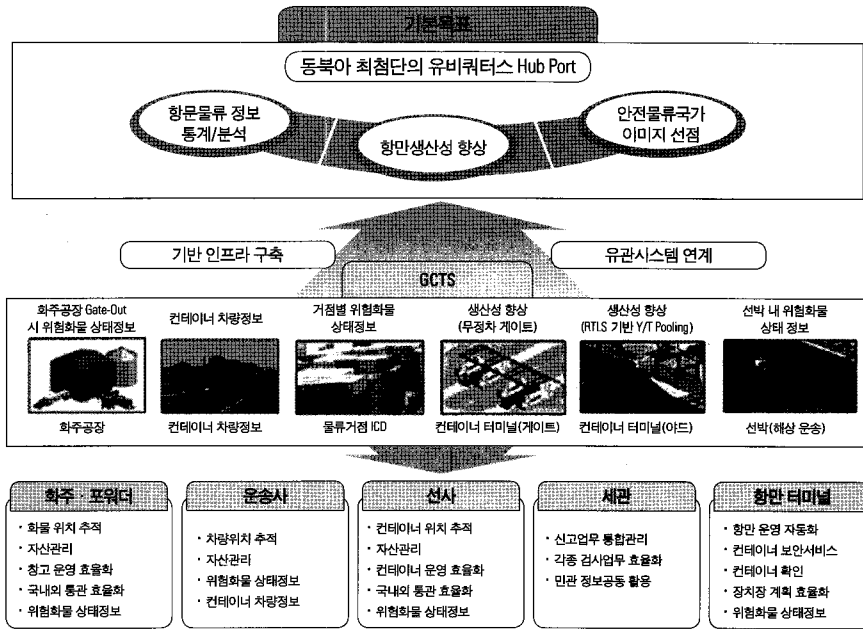 기본목표
동북아 최첨단의 유비쿼터스 Hub Port
항문물류 정보
통계/분석
항만생산성 향상
안전물류국가
이미지 선점
기반 인프라 구축
유관시스템 연계
GCTS
화주공장 Gate-Out
시 위험화물 상태정보
컨테이너 차량정보
거점별 위험화물
상태정보
생산성 향상
(무정차 게이트)
생산성 향상
(RTLS 기반 Y/T Pooling)
선박 내 위험화물
상태 정보
화주공장
컨테이너 차량정보
물류거점 ICD
컨테이너 터미널(게이트)
컨테이너 터미널(야드)
선박(해상 운송)
화주 · 포워더
· 화물 위치 추적
· 자산관리
· 창고 운영 효율화
· 국내외 통관 효율화
· 위험화물 상태정보
운송사
· 차량위치 추적
· 자산관리
· 위험화물 상태정보
· 컨테이너 차량정보
선사
· 컨테이너 위치 추적
· 자산관리
· 컨테이너 운영 효율화
· 국내외 통관 효율화
· 위험화물 상태정보
세관
· 신고업무 통합관리
· 각종 검사업무 효율화
· 민관 정보공동 활용
항만 터미널
· 항만 운영 자동화
· 컨테이너 보안서비스
· 컨테이너 확인
· 장치장 계획 효율화
· 위험화물 상태정보